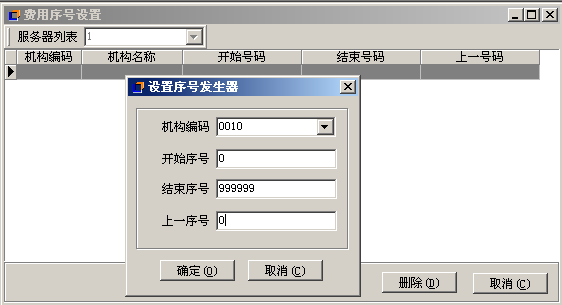 费用序号设置
服务器列表 1
机构编码 机构名称 开始号码 结束号码 上一号码
设置序号发生器
机构编码 0010
开始序号 0
结束序号 999999
上一序号 0
确定(O) 取消(C)
删除(D) 取消(C)